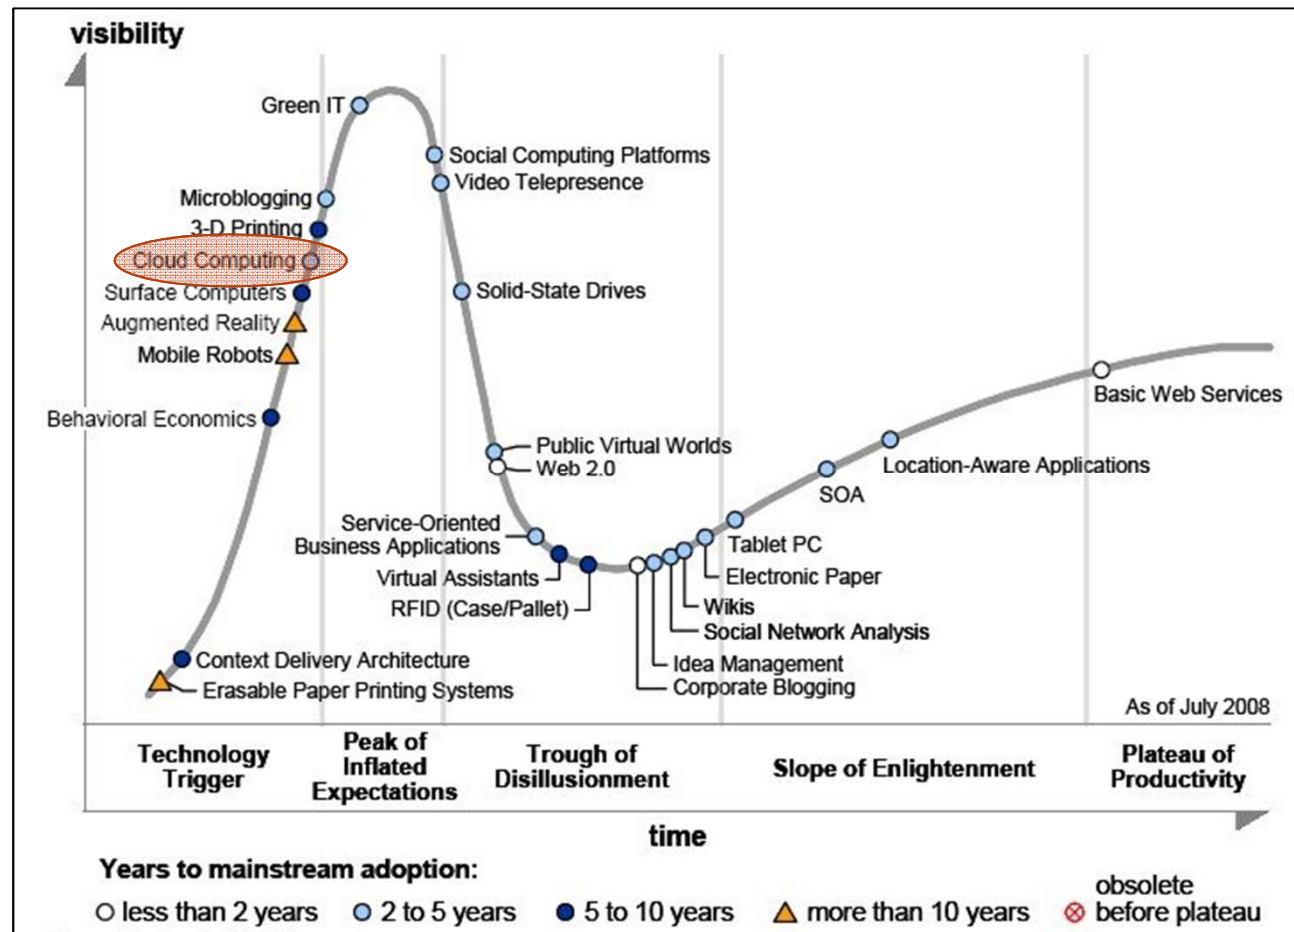 visibility
Green IT
Social Computing Platforms
Video Telepresence
Microblogging
3-D Printing
Cloud Computing
Surface Computers
Solid-State Drives
Augmented Reality
Mobile Robots
Behavioral Economics
Basic Web Services
Public Virtual Worlds
Web 2.0
Location-Aware Applications
SOA
Service-Oriented
Business Applications
Virtual Assistants
RFID (Case/Pallet)
Tablet PC
Electronic Paper
Wikis
Social Network Analysis
Idea Management
Corporate Blogging
Context Delivery Architecture
Erasable Paper Printing Systems
As of July 2008
Technology
Trigger
Peak of
Inflated
Expectations
Trough of
Disillusionment
Slope of Enlightenment
Plateau of
Productivity
time
Years to mainstream adoption:
less than 2 years
2 to 5 years
5 to 10 years
more than 10 years
obsolete
before plateau